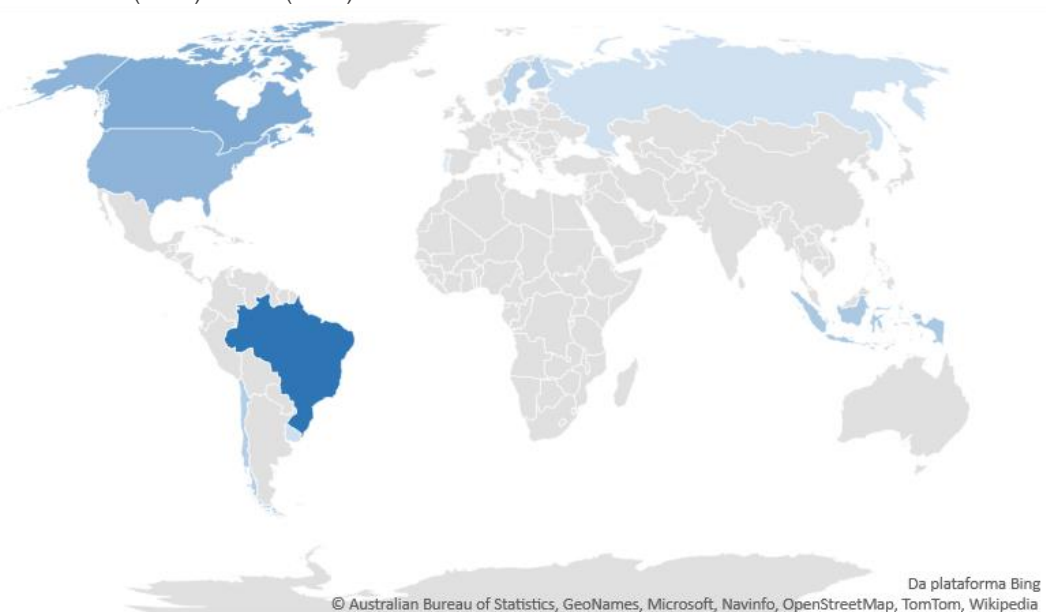 Da plataforma Bing
© Australian Bureau of Statistics, GeoNames, Microsoft, Navinfo, OpenStreetMap, TomTom, Wikipedia